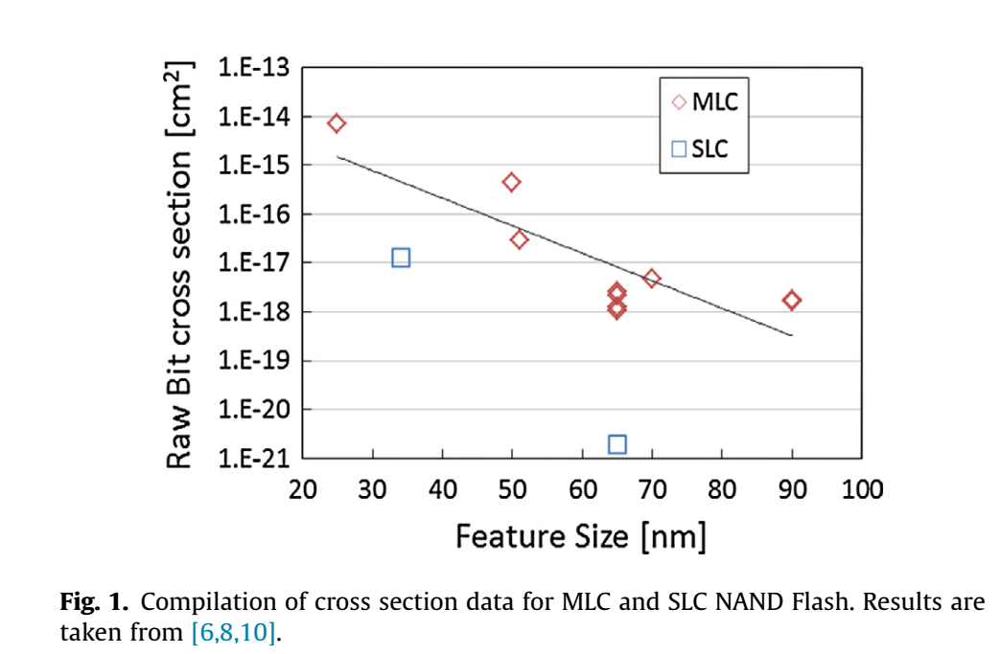 Raw Bit cross section [cm²]
1.E-13
1.E-14
1.E-15
1.E-16
1.E-17
1.E-18
1.E-19
1.E-20
1.E-21
MLC
SLC
20 30 40 50 60 70 80 90 100
Feature Size [nm]
Fig. 1. Compilation of cross section data for MLC and SLC NAND Flash. Results are
taken from [6,8,10].